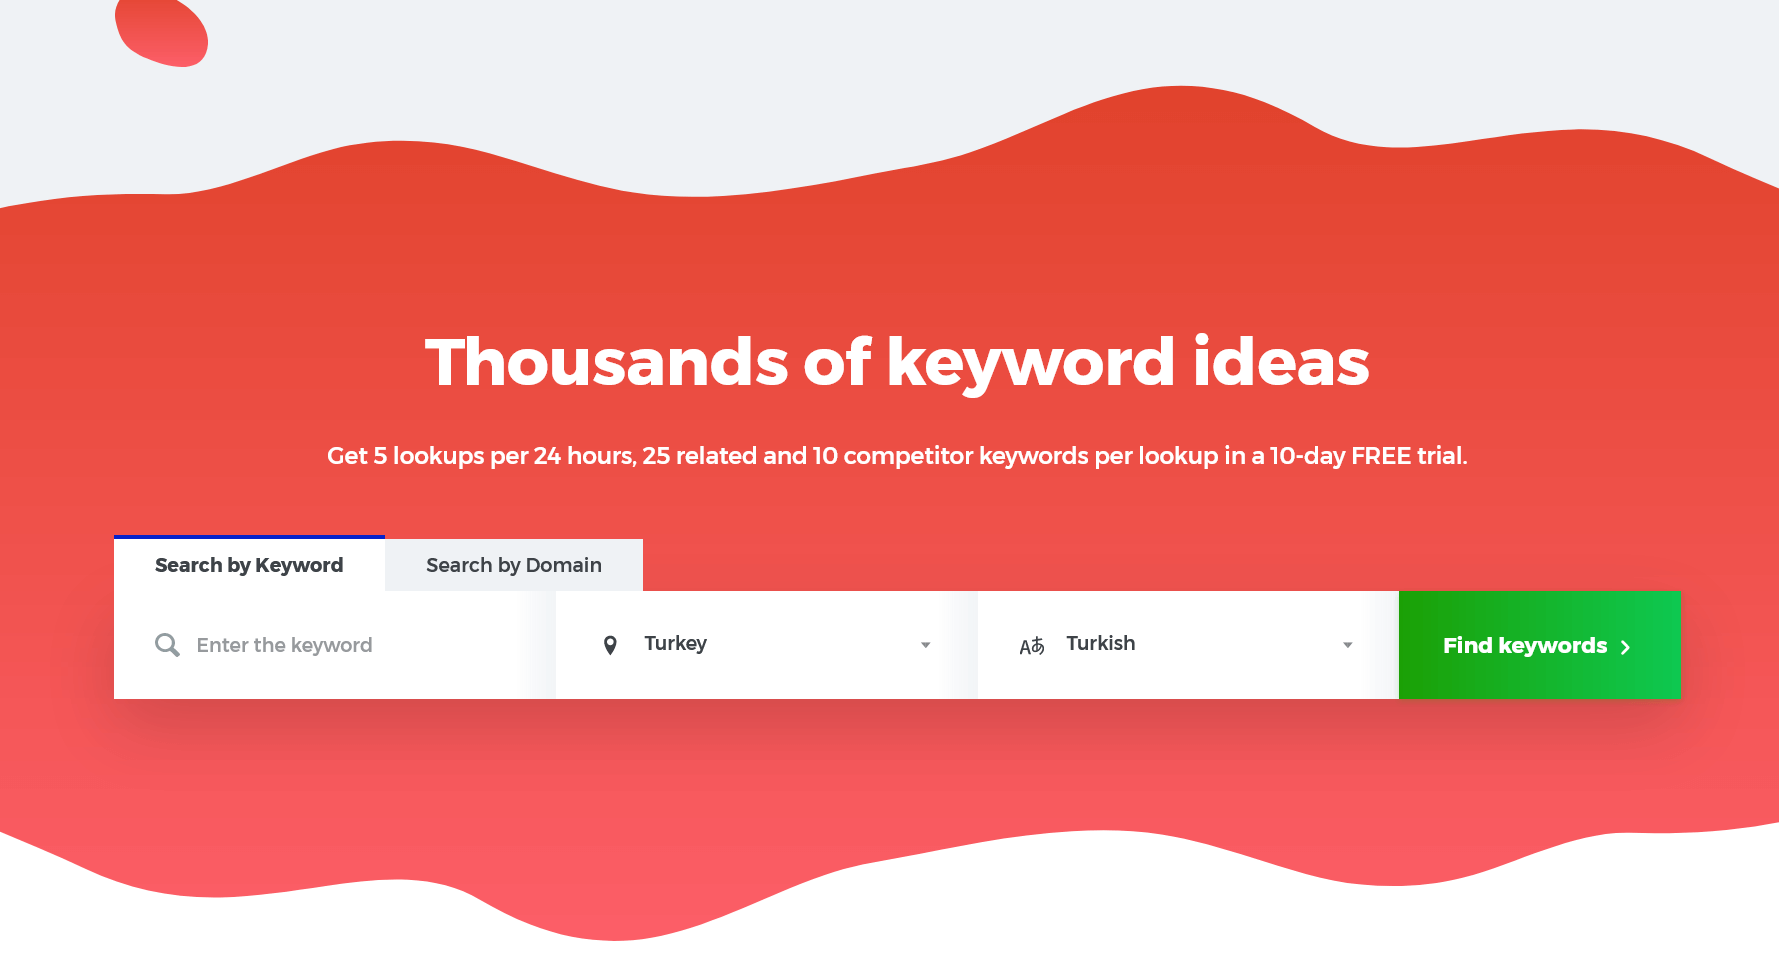 Thousands of keyword ideas
Get 5 lookups per 24 hours, 25 related and 10 competitor keywords per lookup in a 10-day FREE trial.
Search by Keyword
Search by Domain
Enter the keyword
Turkey
Aあ
Turkish
Find keywords